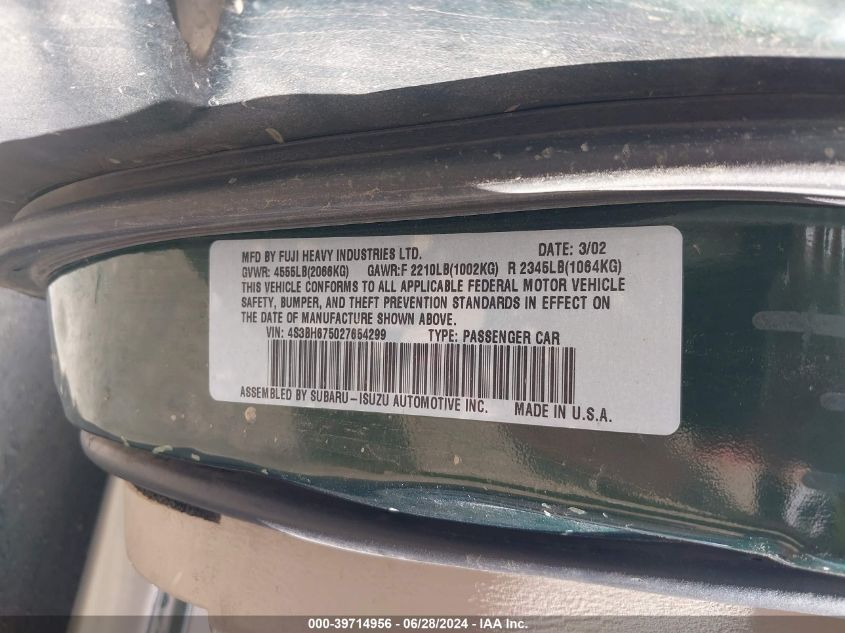 MFD BY FUJI HEAVY INDUSTRIES LTD. DATE: 3/02
GVWR: 4555LB(2066KG) GAWR:F 2210LB(1002KG) R 2345LB(1064KG)
THIS VEHICLE CONFORMS TO ALL APPLICABLE FEDERAL MOTOR VEHICLE
SAFETY, BUMPER, AND THEFT PREVENTION STANDARDS IN EFFECT ON
THE DATE OF MANUFACTURE SHOWN ABOVE.
VIN: 4S3BH675027654299 TYPE: PASSENGER CAR
ASSEMBLED BY SUBARU-ISUZU AUTOMOTIVE INC. MADE IN U.S.A.
000-39714956 - 06/28/2024 - IAA Inc.